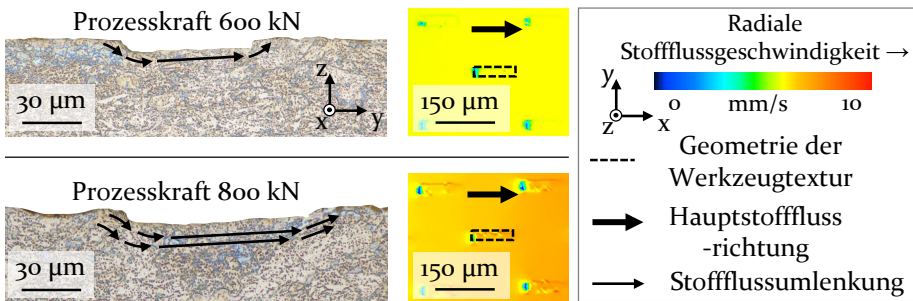 Prozesskraft 600 kN
30 µm
z
x
y
150 µm
Prozesskraft 800 kN
30 µm
150 µm
Radiale
Stoffflussgeschwindigkeit →
y
z
x
0 mm/s 10
Geometrie der
Werkzeugtextur
Hauptstofffluss
-richtung
Stoffflussumlenkung